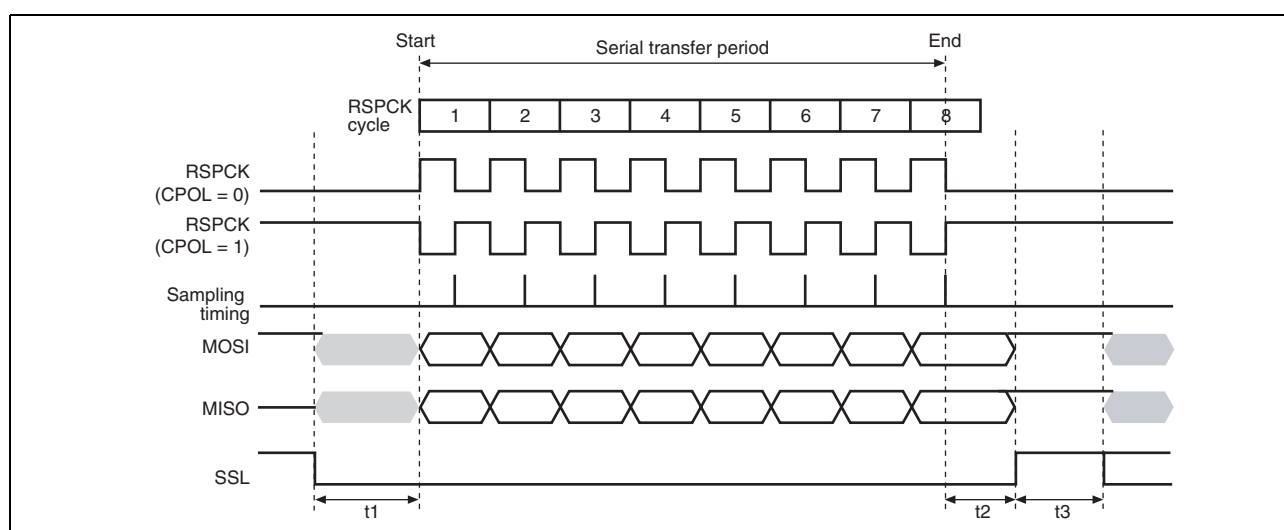 Start
Serial transfer period
End
RSPCK
cycle
1 2 3 4 5 6 7 8
RSPCK
(CPOL = 0)
RSPCK
(CPOL = 1)
Sampling
timing
MOSI
MISO
SSL
t1
t2
t3